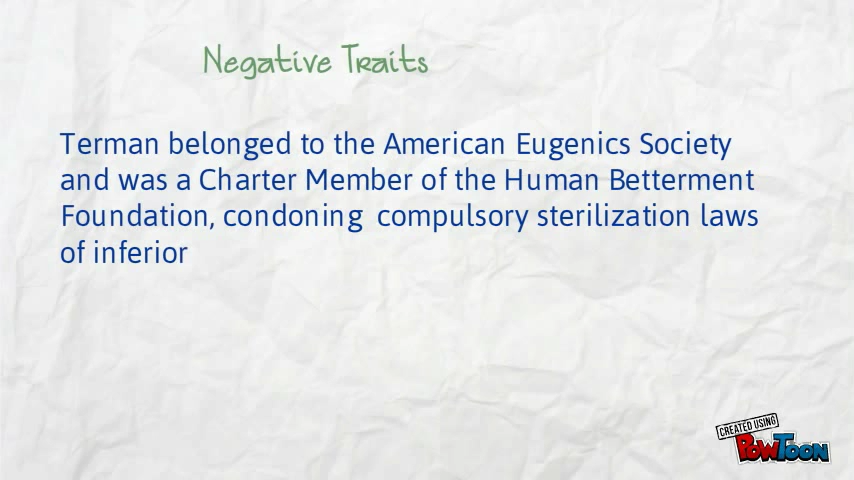 Negative Traits
Terman belonged to the American Eugenics Society
and was a Charter Member of the Human Betterment
Foundation, condoning compulsory sterilization laws
of inferior
CREATED USING
POWTOON